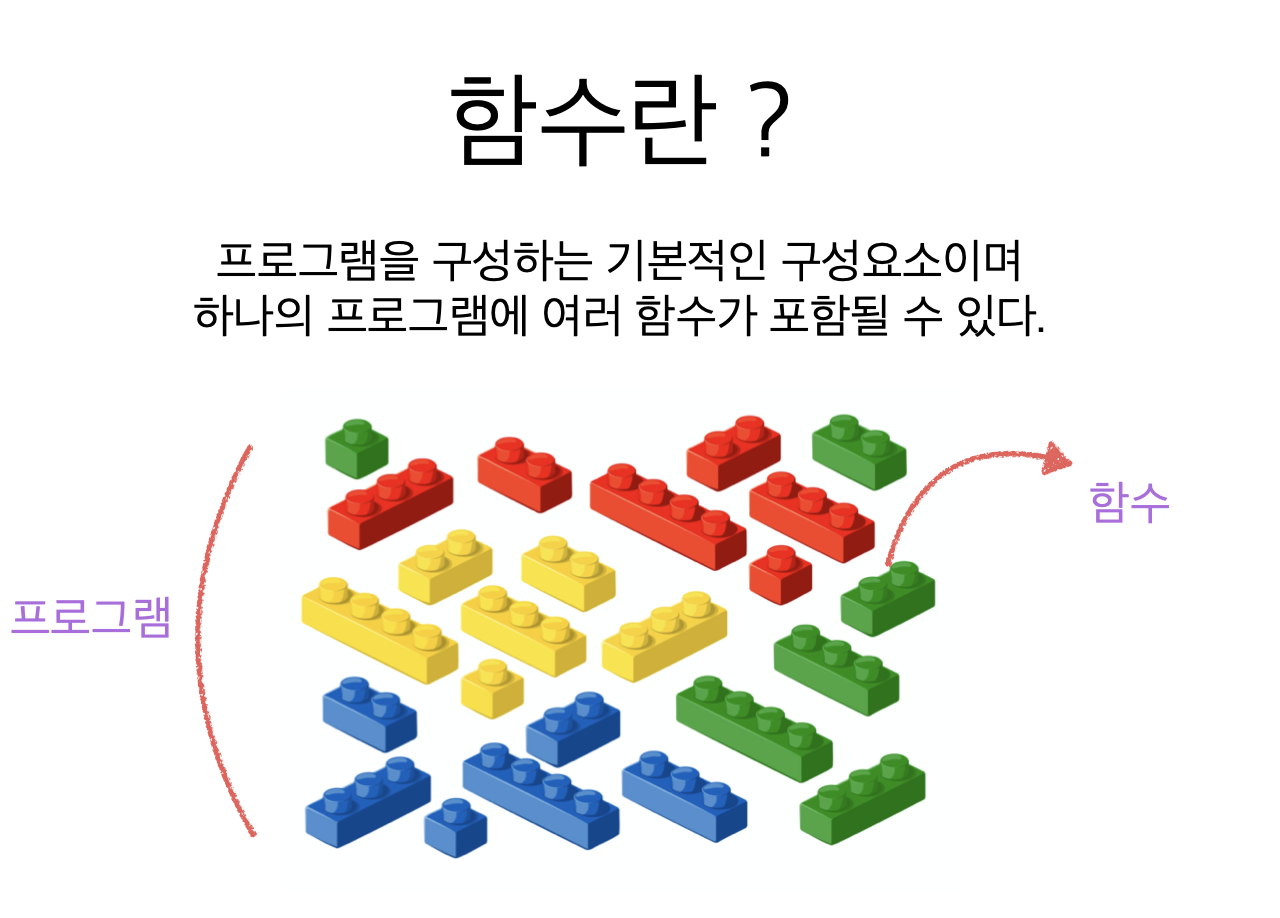 함수란 ?
프로그램을 구성하는 기본적인 구성요소이며
하나의 프로그램에 여러 함수가 포함될 수 있다.
함수
프로그램